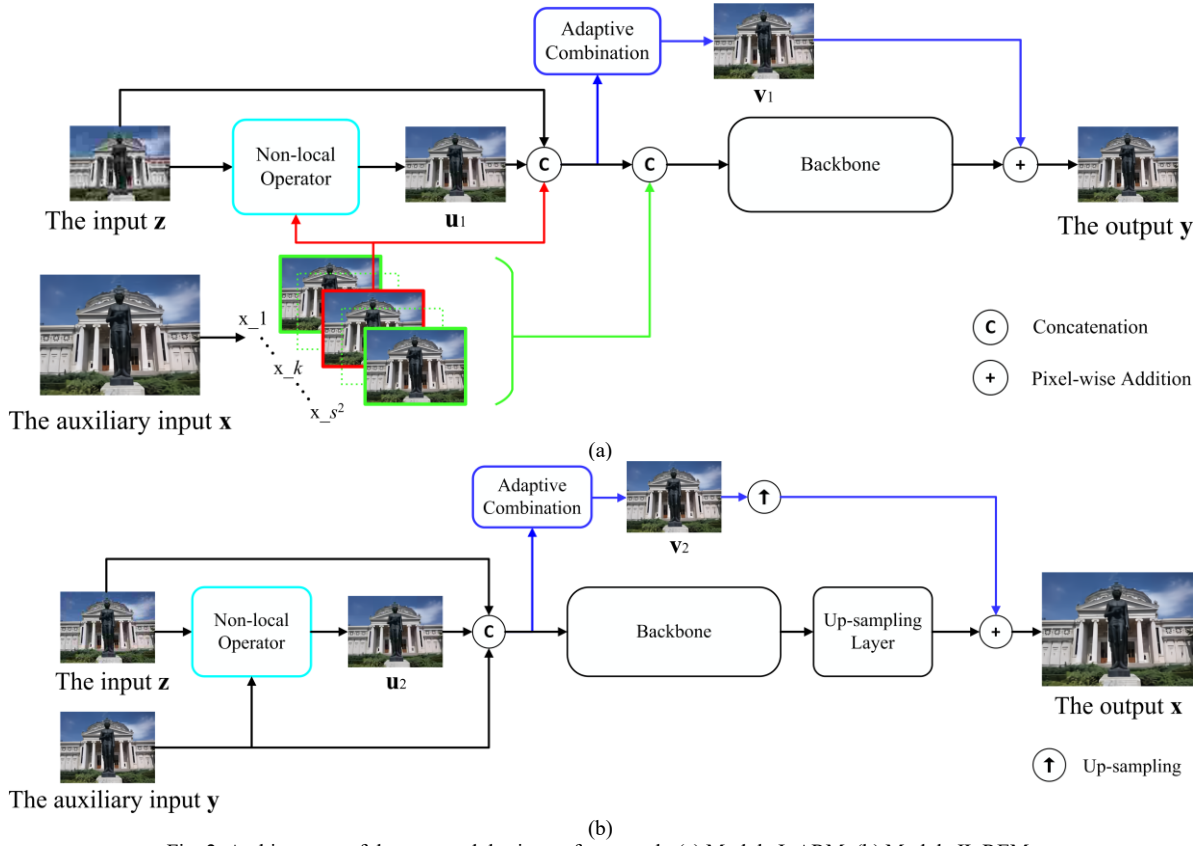 Adaptive
Combination
v1
Non-local
Operator
C
C
Backbone
+
The input z
u1
The output y
x_1
x_k
x_s²
C Concatenation
+ Pixel-wise Addition
The auxiliary input x
(a)
Adaptive
Combination
↑
v2
Non-local
Operator
C
Backbone
Up-sampling
Layer
+
The input z
u2
The output x
↑ Up-sampling
The auxiliary input y
(b)